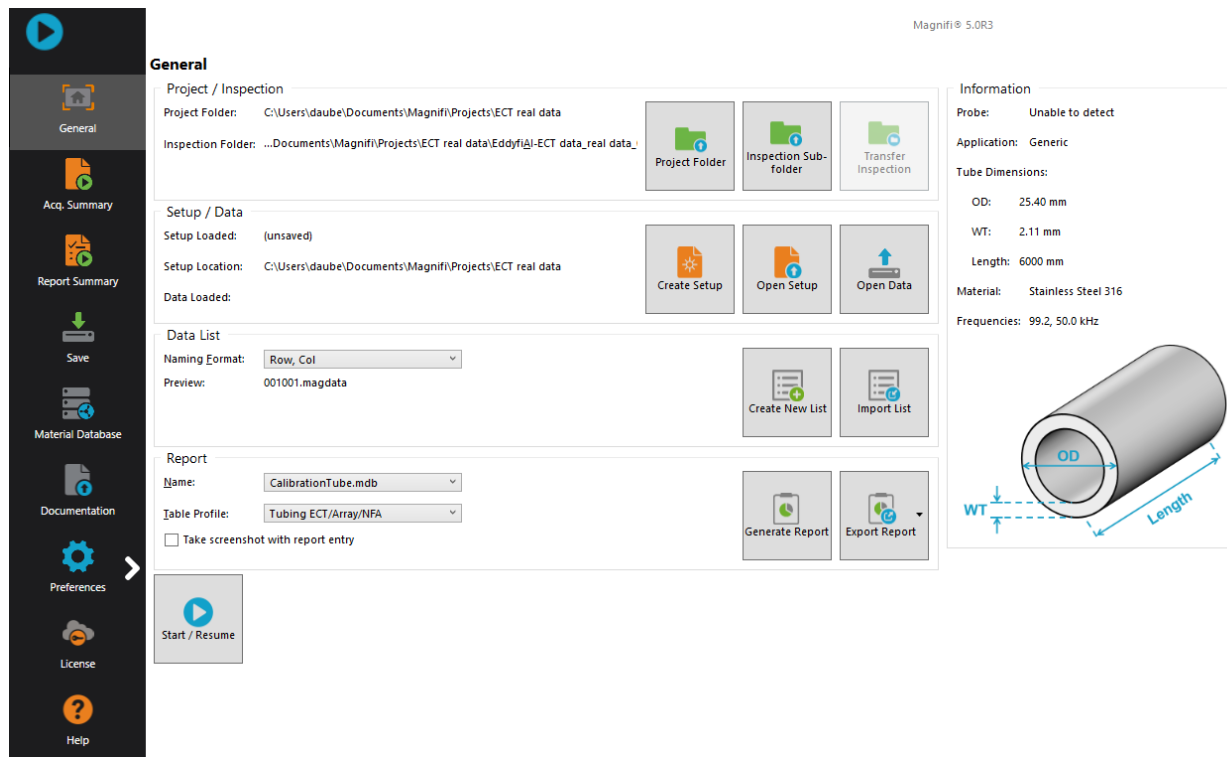 Magnifi® 5.0R3
General
Acq. Summary
Report Summary
Save
Material Database
Documentation
Preferences
License
Help
General
Project / Inspection
Project Folder: C:\Users\daube\Documents\Magnifi\Projects\ECT real data
Inspection Folder: ...Documents\Magnifi\Projects\ECT real data\EddyfiAI-ECT data_real data_
Project Folder
Inspection Sub-
folder
Transfer
Inspection
Setup / Data
Setup Loaded: (unsaved)
Setup Location: C:\Users\daube\Documents\Magnifi\Projects\ECT real data
Data Loaded:
Create Setup
Open Setup
Open Data
Data List
Naming Format: Row, Col
Preview: 001001.magdata
Create New List
Import List
Report
Name: CalibrationTube.mdb
Table Profile: Tubing ECT/Array/NFA
Take screenshot with report entry
Generate Report
Export Report
Start / Resume
Information
Probe: Unable to detect
Application: Generic
Tube Dimensions:
OD: 25.40 mm
WT: 2.11 mm
Length: 6000 mm
Material: Stainless Steel 316
Frequencies: 99.2, 50.0 kHz
OD
WT
Length